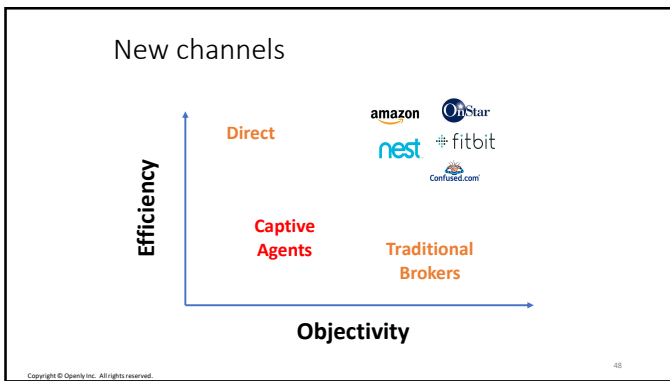 New channels
amazon
OnStar
Direct
nest
fitbit
Confused.com
Efficiency
Captive
Agents
Traditional
Brokers
Objectivity
48
Copyright © Openly Inc. All rights reserved.